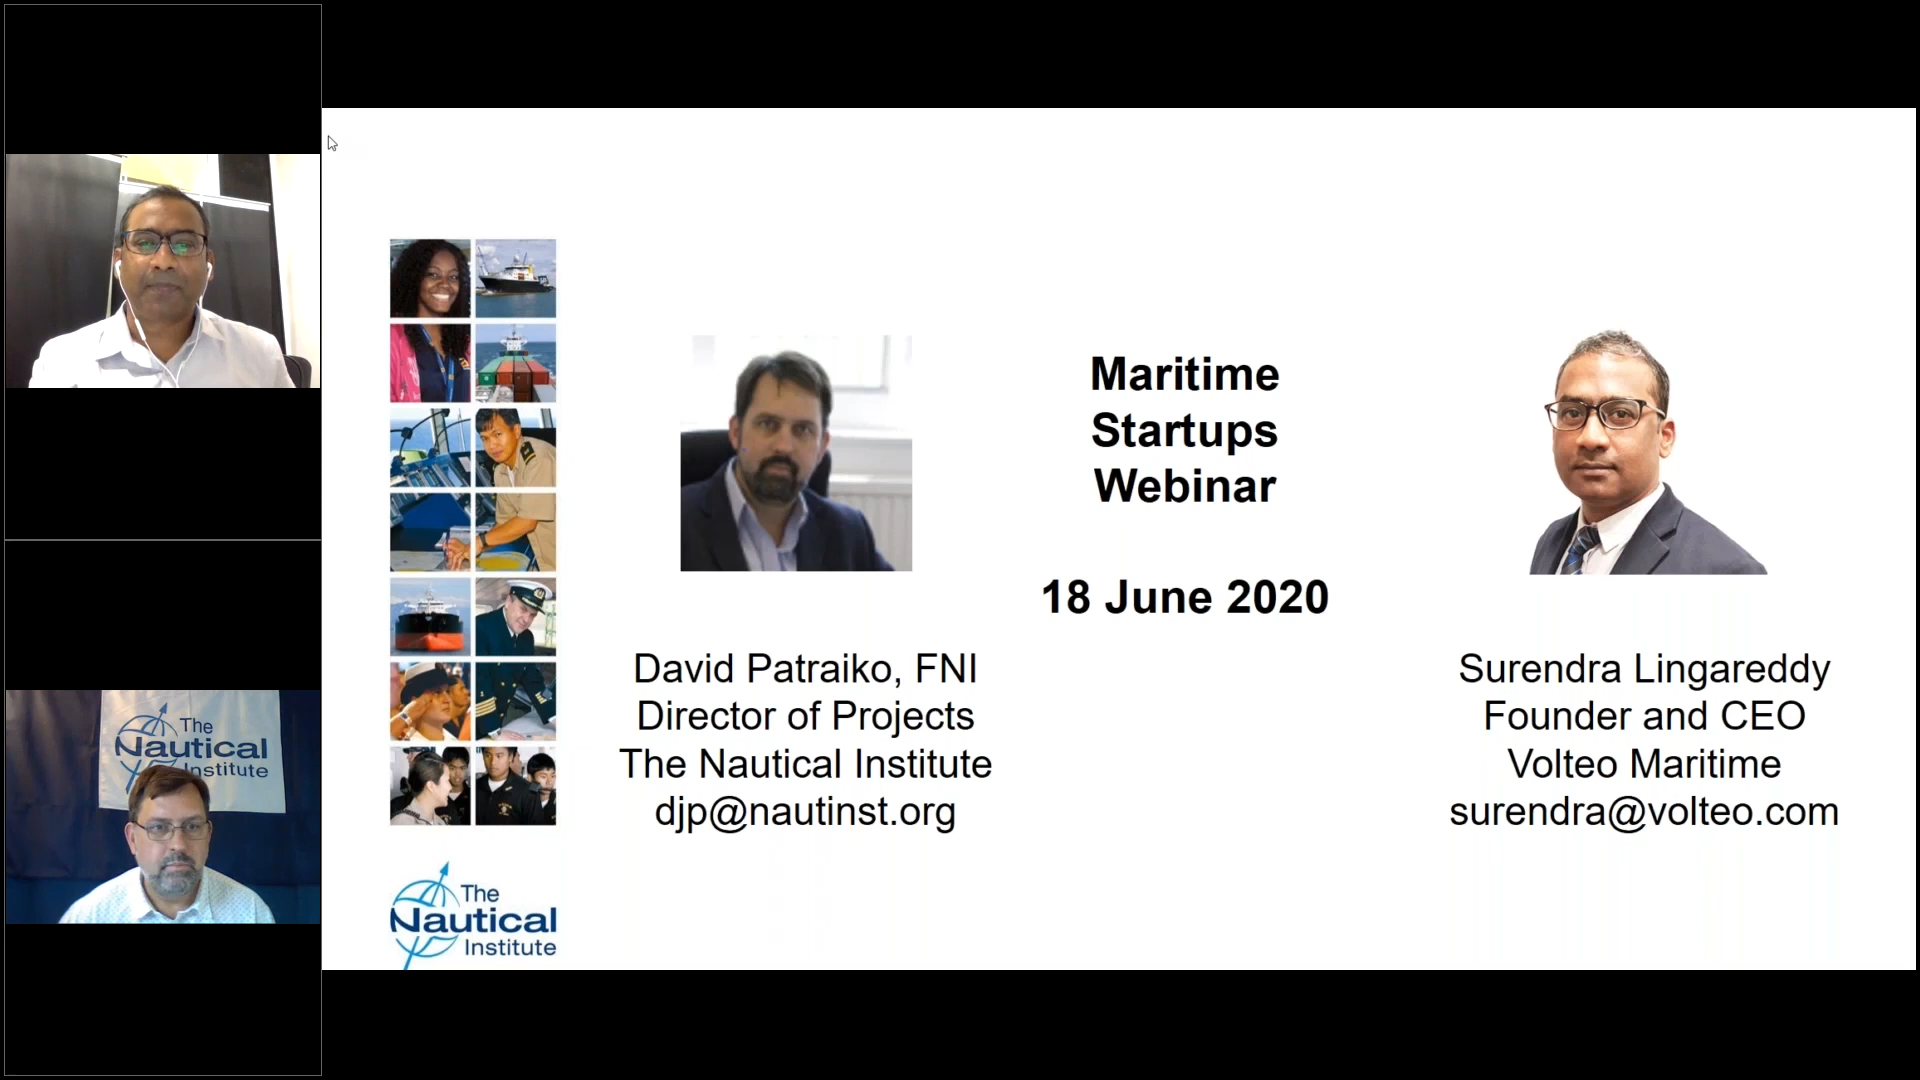 The
Nautical
Institute
The
Nautical
Institute
David Patraiko, FNI
Director of Projects
The Nautical Institute
djp@nautinst.org
Maritime
Startups
Webinar
18 June 2020
Surendra Lingareddy
Founder and CEO
Volteo Maritime
surendra@volteo.com